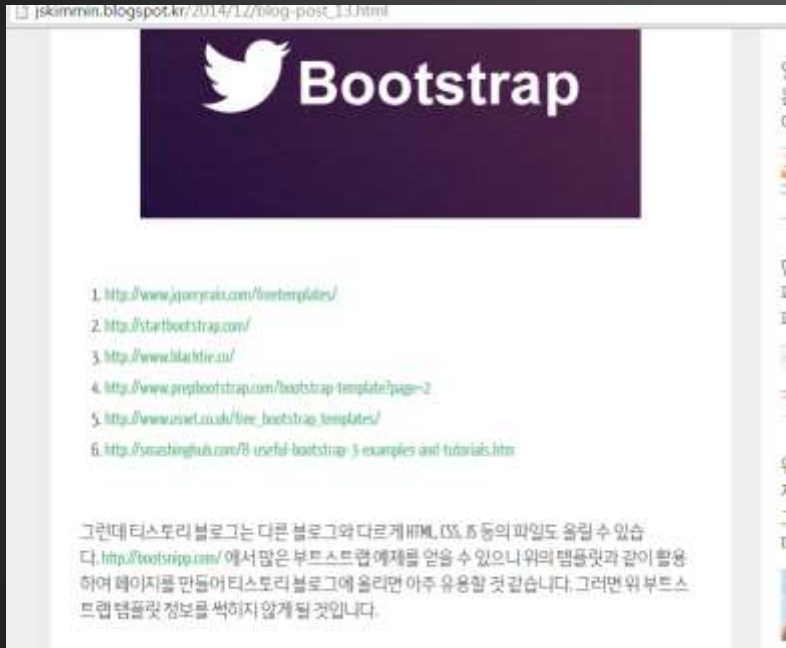 jskimmin.blogspot.kr/2014/12/blog-post_13.html
Bootstrap
1. http://www.jqueryrain.com/freetemplates/
2. http://startbootstrap.com/
3. http://www.blacktie.co/
4. http://www.prepbootstrap.com/bootstrap-template?page=2
5. http://www.oswt.co.uk/free_bootstrap_templates/
6. http://smashinghub.com/8-useful-bootstrap-3-examples-and-tutorials.htm
그런데 티스토리 블로그는 다른 블로그와 다르게 HTML, CSS, JS 등의 파일도 올릴 수 있습
다. http://bootsnipp.com/ 에서 많은 부트스트랩 예제를 얻을 수 있으니 위의 템플릿과 같이 활용
하여 페이지를 만들어 티스토리 블로그에 올리면 아주 유용할 것 같습니다. 그러면 위 부트스
트랩 템플릿 정보를 썩히지 않게 될 것입니다.